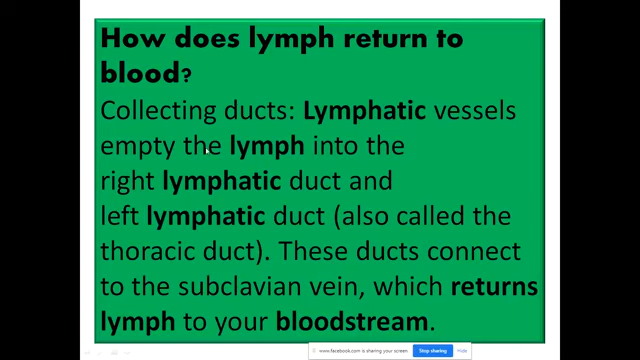 How does lymph return to
blood?
Collecting ducts: Lymphatic vessels
empty the lymph into the
right lymphatic duct and
left lymphatic duct (also called the
thoracic duct). These ducts connect
to the subclavian vein, which returns
lymph to your bloodstream.
www.facebook.com is sharing your screen. Stop sharing Hide